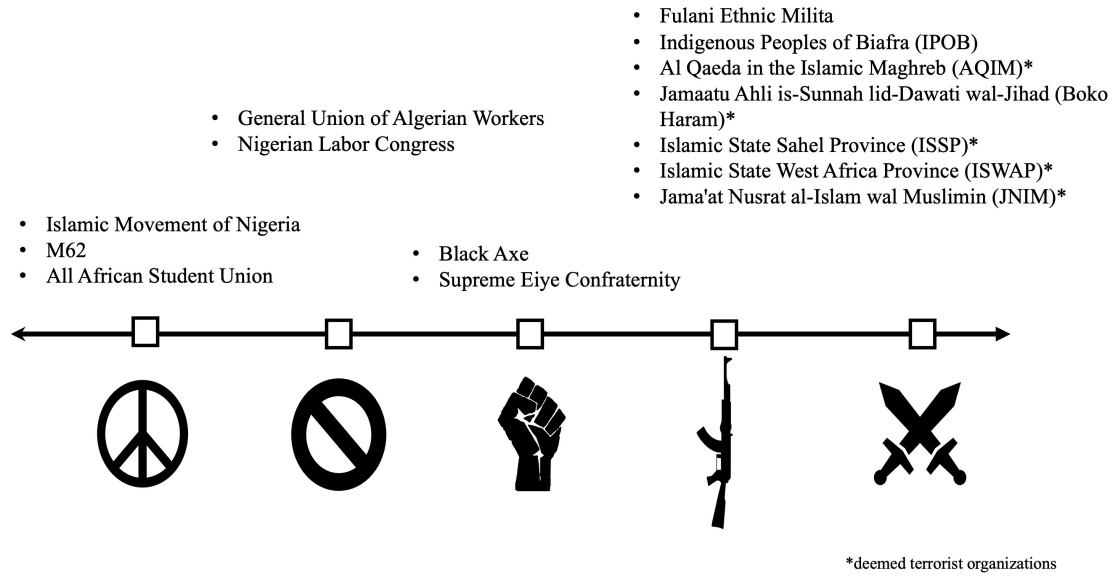 • Fulani Ethnic Milita
• Indigenous Peoples of Biafra (IPOB)
• Al Qaeda in the Islamic Maghreb (AQIM)*
• Jamaatu Ahli is-Sunnah lid-Dawati wal-Jihad (Boko
Haram)*
• Islamic State Sahel Province (ISSP)*
• Islamic State West Africa Province (ISWAP)*
• Jama'at Nusrat al-Islam wal Muslimin (JNIM)*
• General Union of Algerian Workers
• Nigerian Labor Congress
• Islamic Movement of Nigeria
• M62
• All African Student Union
• Black Axe
• Supreme Eiye Confraternity
*deemed terrorist organizations